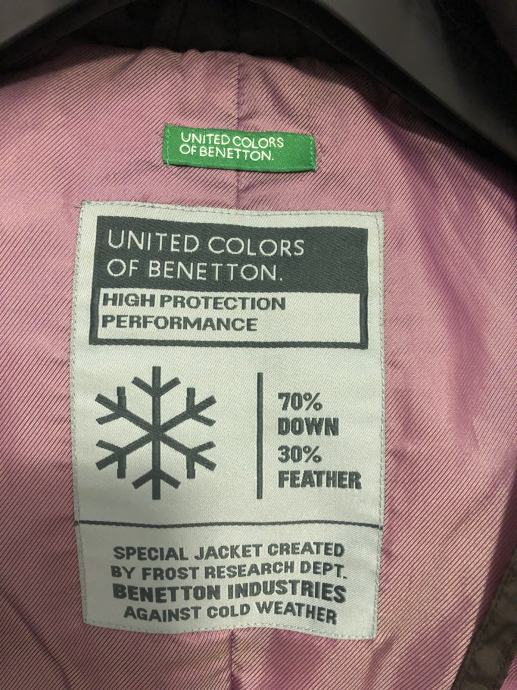 UNITED COLORS
OF BENETTON.
UNITED COLORS
OF BENETTON.
HIGH PROTECTION
PERFORMANCE
70%
DOWN
30%
FEATHER
SPECIAL JACKET CREATED
BY FROST RESEARCH DEPT.
BENETTON INDUSTRIES
AGAINST COLD WEATHER